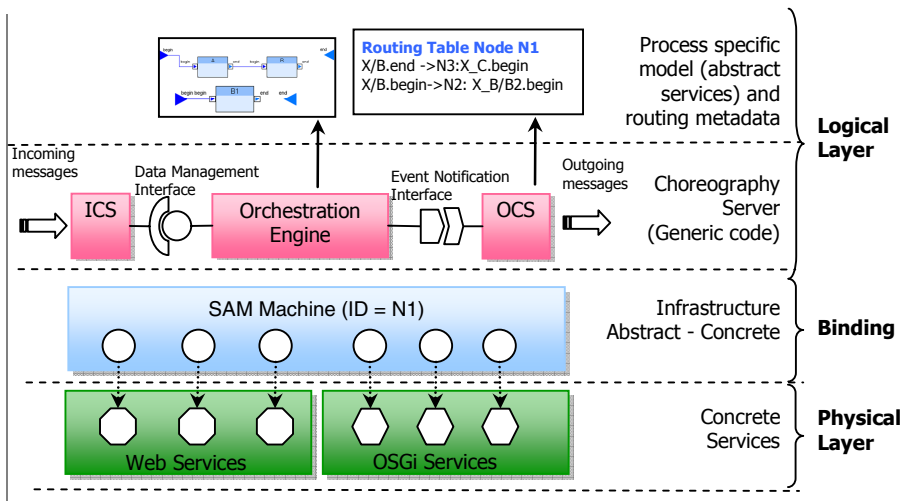 begin
A
B
end
begin
end
begin
end
begin begin
B1
end
end
Routing Table Node N1
X/B.end ->N3:X_C.begin
X/B.begin->N2: X_B/B2.begin
Process specific
model (abstract
services) and
routing metadata
Logical
Layer
Incoming
messages
Data Management
Interface
Event Notification
Interface
Outgoing
messages
ICS
Orchestration
Engine
OCS
Choreography
Server
(Generic code)
SAM Machine (ID = N1)
Infrastructure
Abstract - Concrete
Binding
Web Services
OSGi Services
Concrete
Services
Physical
Layer